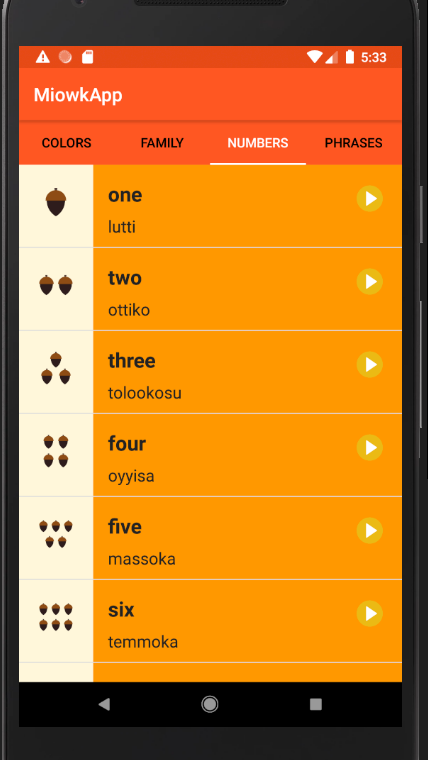 5:33
MiowkApp
COLORS FAMILY NUMBERS PHRASES
one
lutti
two
ottiko
three
tolookosu
four
oyyisa
five
massoka
six
temmoka